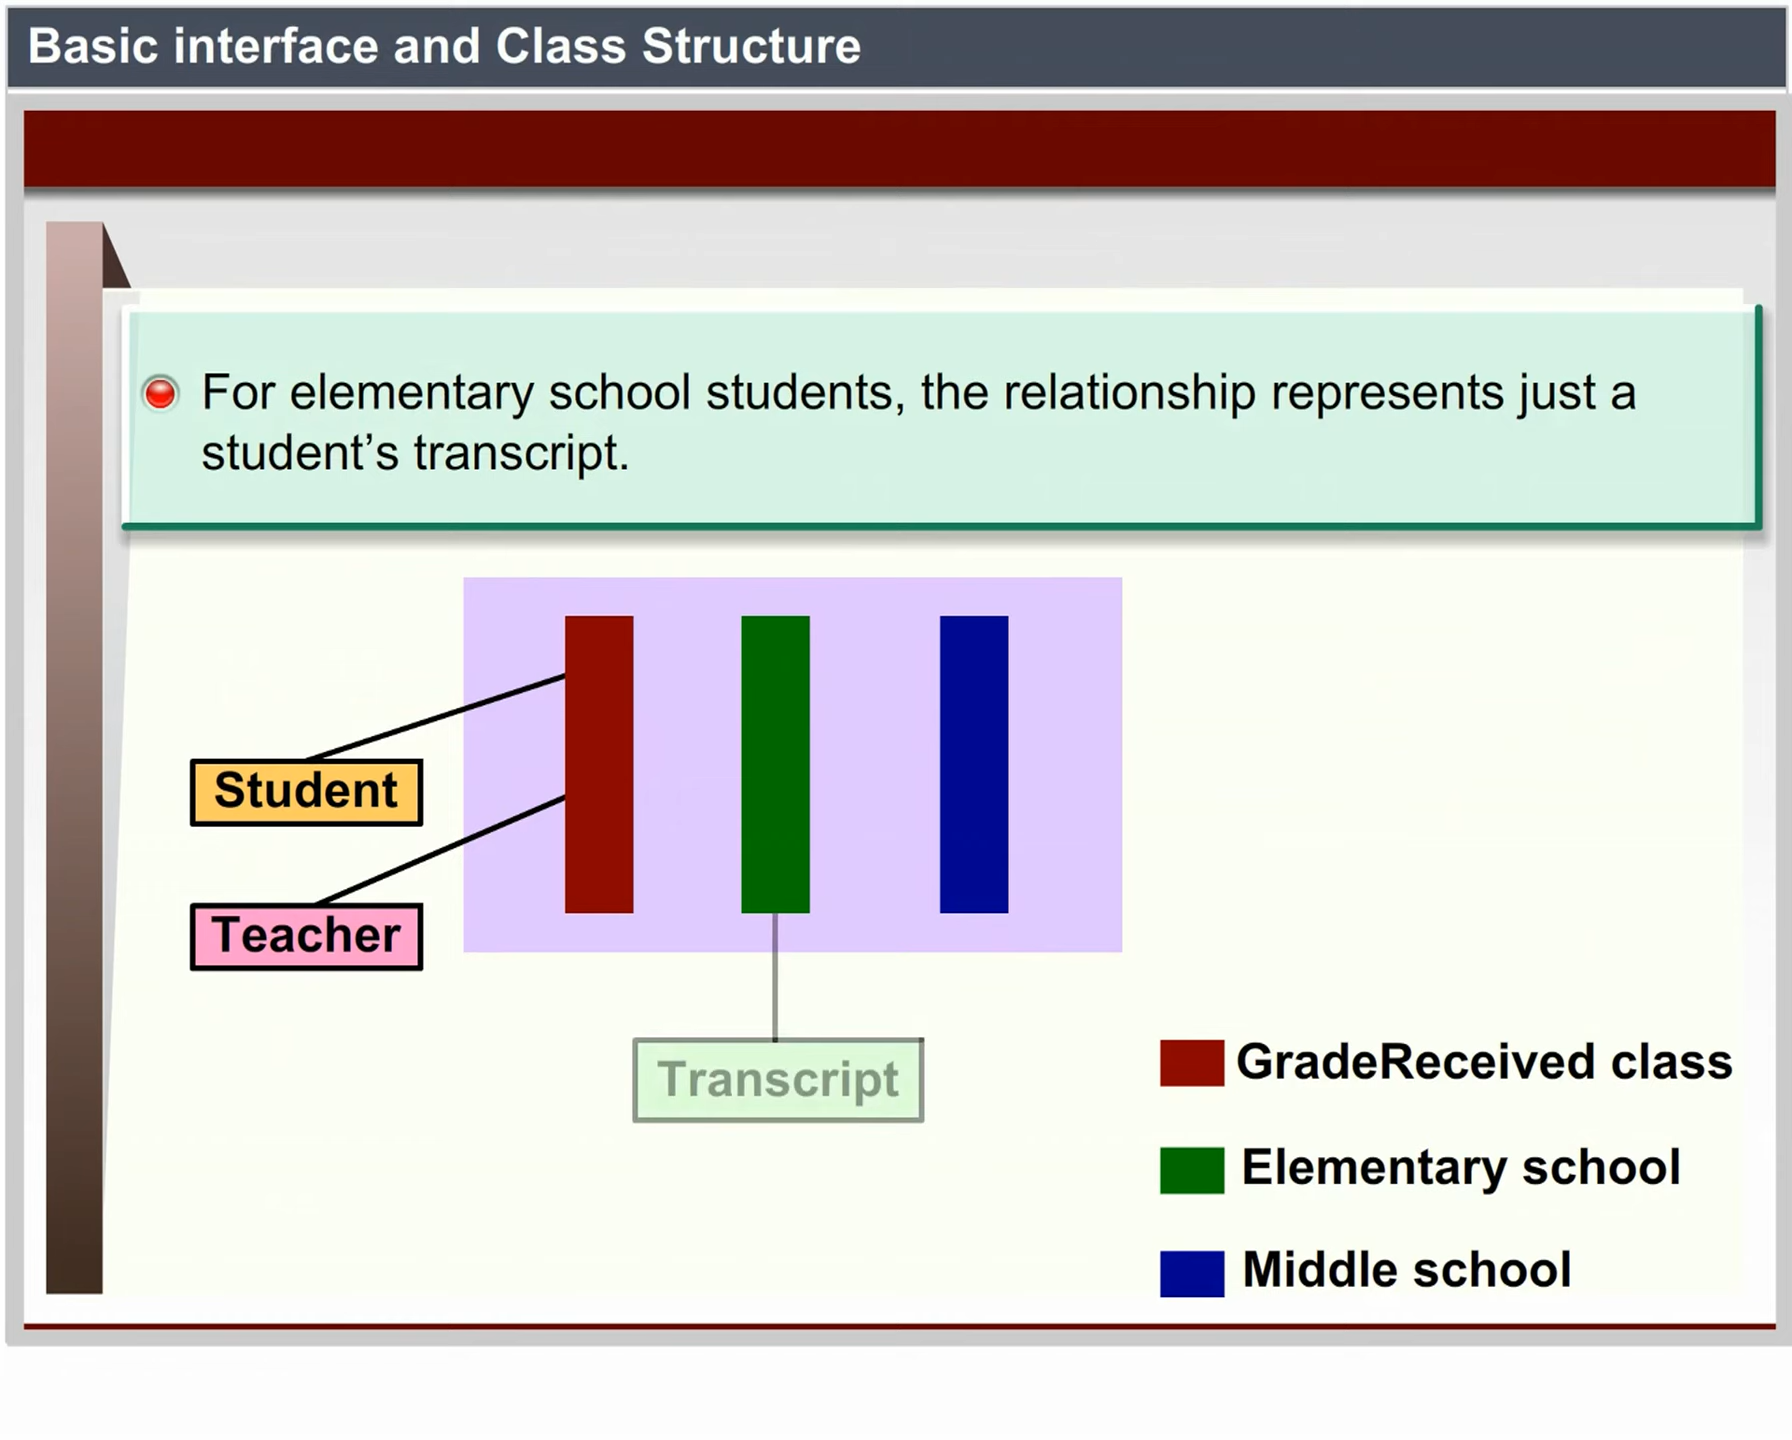 Basic interface and Class Structure
For elementary school students, the relationship represents just a
student’s transcript.
Student
Teacher
Transcript
GradeReceived class
Elementary school
Middle school